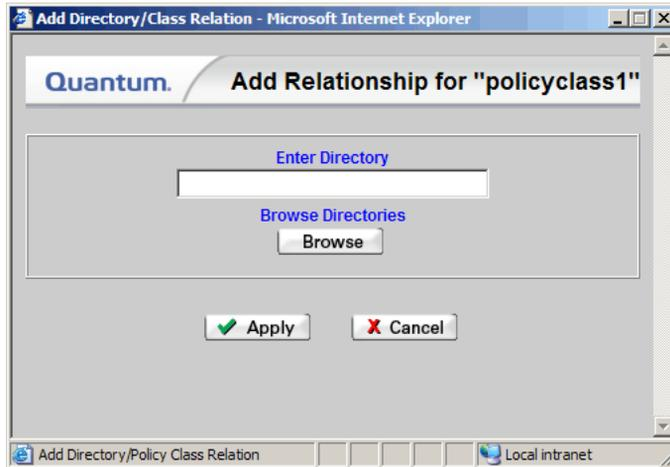 Add Directory/Class Relation - Microsoft Internet Explorer
Quantum.
Add Relationship for "policyclass1"
Enter Directory
Browse Directories
Browse
Apply
Cancel
Add Directory/Policy Class Relation
Local intranet